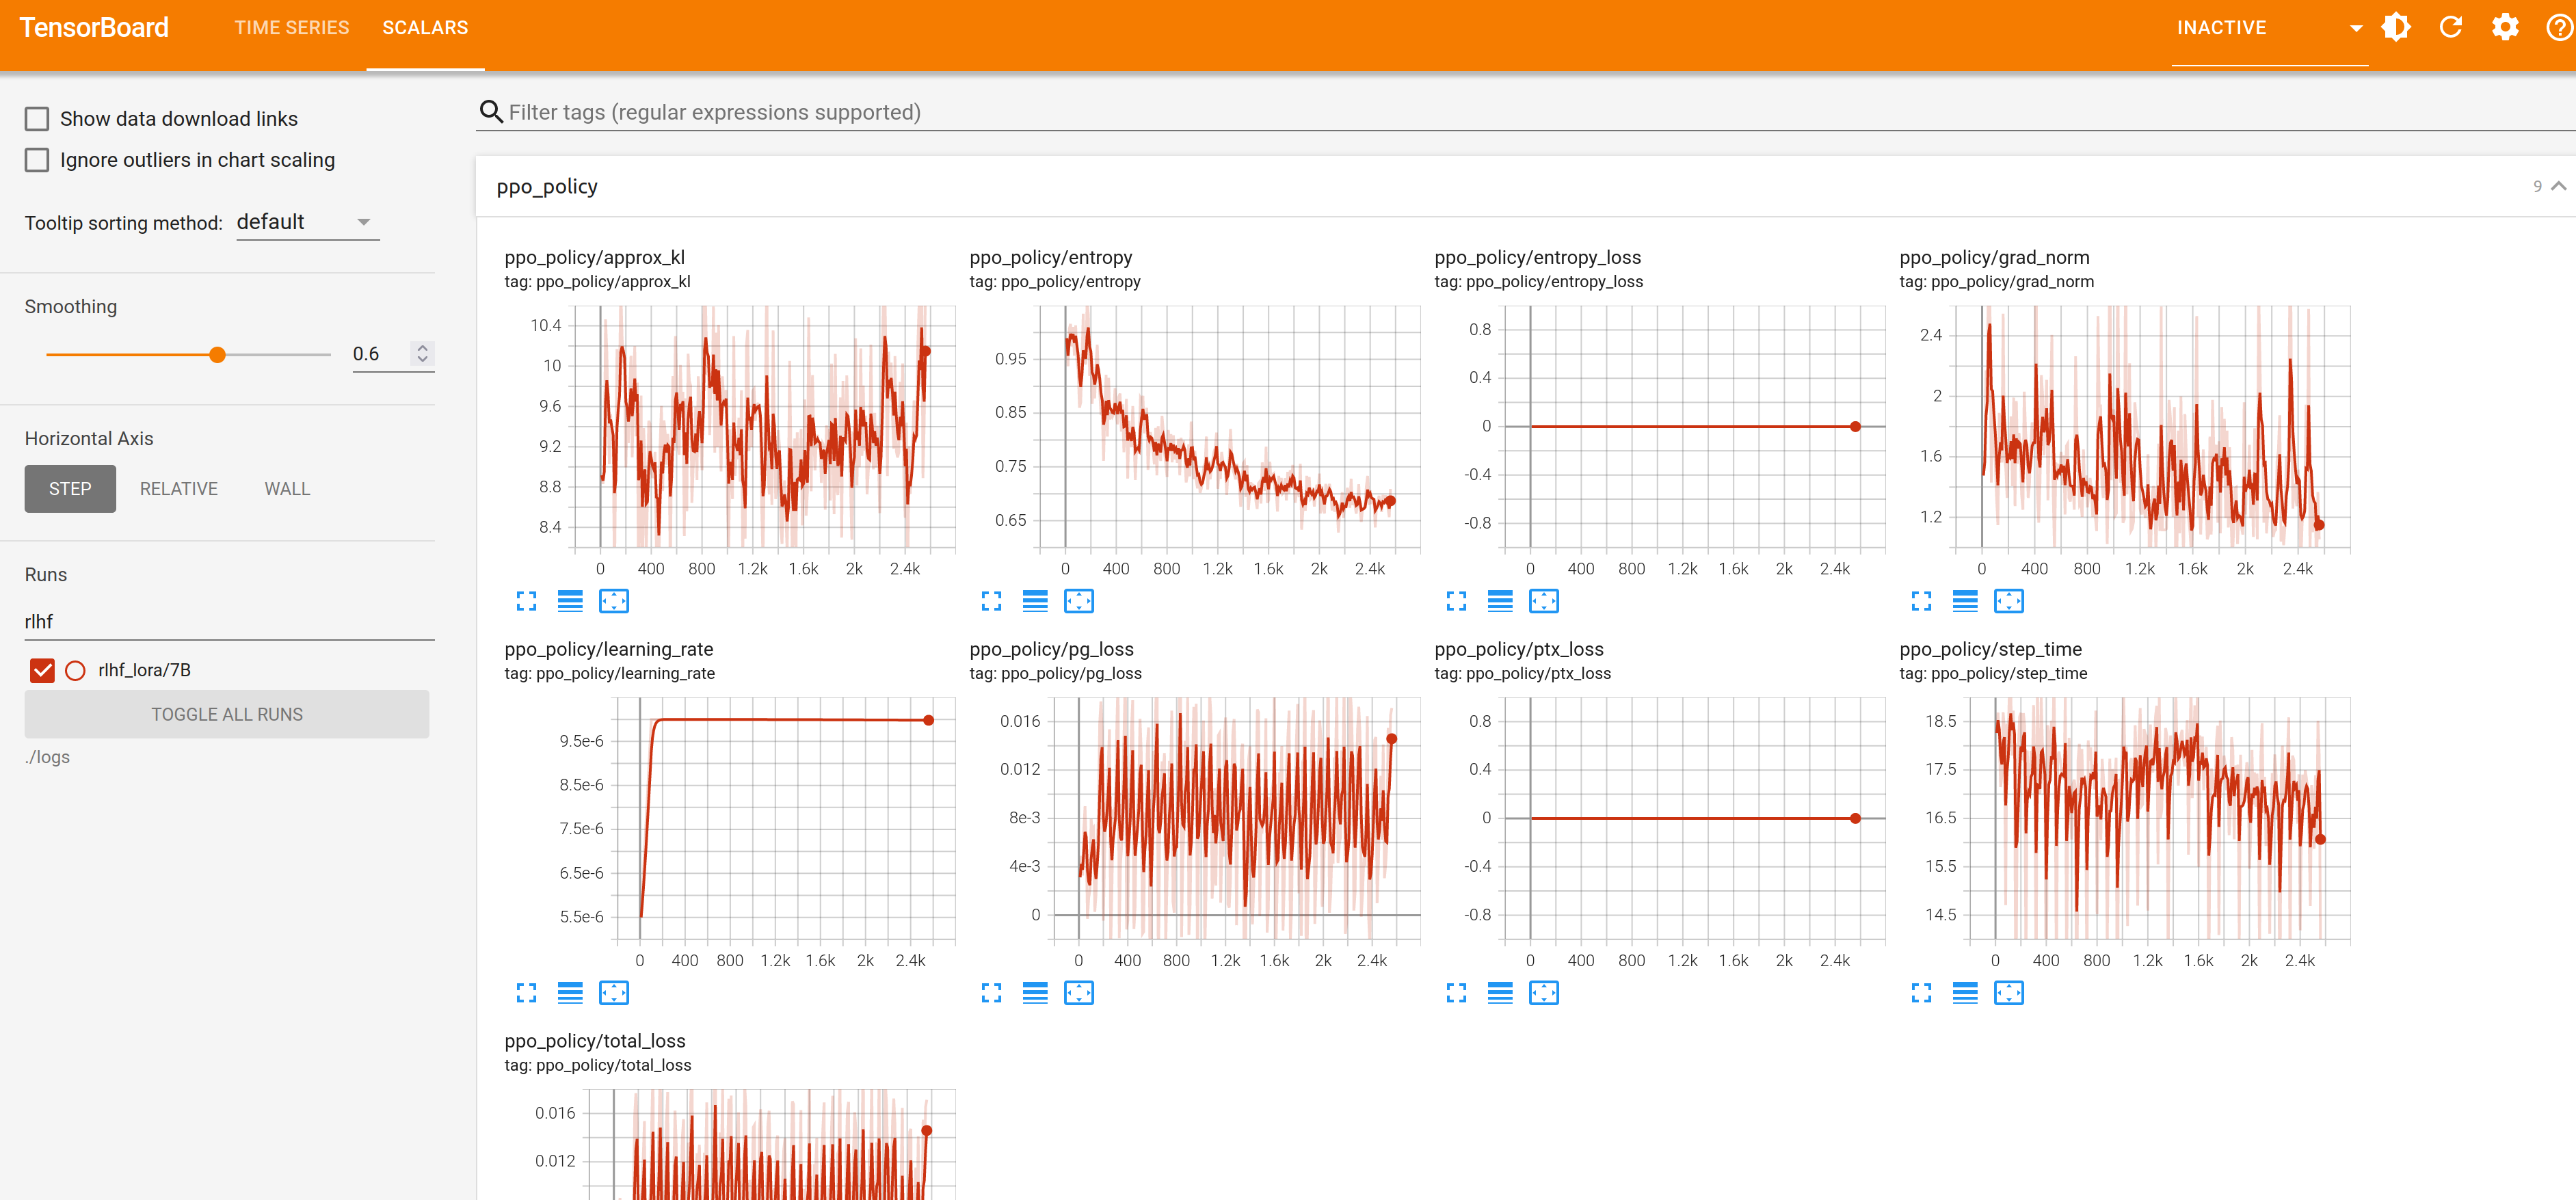 TensorBoard TIME SERIES SCALARS INACTIVE
Show data download links
Ignore outliers in chart scaling
Tooltip sorting method: default
Smoothing
0.6
Horizontal Axis
STEP RELATIVE WALL
Runs
rlhf
rlhf_lora/7B
TOGGLE ALL RUNS
./logs
Filter tags (regular expressions supported)
ppo_policy 9
ppo_policy/approx_kl
tag: ppo_policy/approx_kl
10.4
10
9.6
9.2
8.8
8.4
0 400 800 1.2k 1.6k 2k 2.4k
ppo_policy/entropy
tag: ppo_policy/entropy
0.95
0.85
0.75
0.65
0 400 800 1.2k 1.6k 2k 2.4k
ppo_policy/entropy_loss
tag: ppo_policy/entropy_loss
0.8
0.4
0
-0.4
-0.8
0 400 800 1.2k 1.6k 2k 2.4k
ppo_policy/grad_norm
tag: ppo_policy/grad_norm
2.4
2
1.6
1.2
0 400 800 1.2k 1.6k 2k 2.4k
ppo_policy/learning_rate
tag: ppo_policy/learning_rate
9.5e-6
8.5e-6
7.5e-6
6.5e-6
5.5e-6
0 400 800 1.2k 1.6k 2k 2.4k
ppo_policy/pg_loss
tag: ppo_policy/pg_loss
0.016
0.012
8e-3
4e-3
0
0 400 800 1.2k 1.6k 2k 2.4k
ppo_policy/ptx_loss
tag: ppo_policy/ptx_loss
0.8
0.4
0
-0.4
-0.8
0 400 800 1.2k 1.6k 2k 2.4k
ppo_policy/step_time
tag: ppo_policy/step_time
18.5
17.5
16.5
15.5
14.5
0 400 800 1.2k 1.6k 2k 2.4k
ppo_policy/total_loss
tag: ppo_policy/total_loss
0.016
0.012